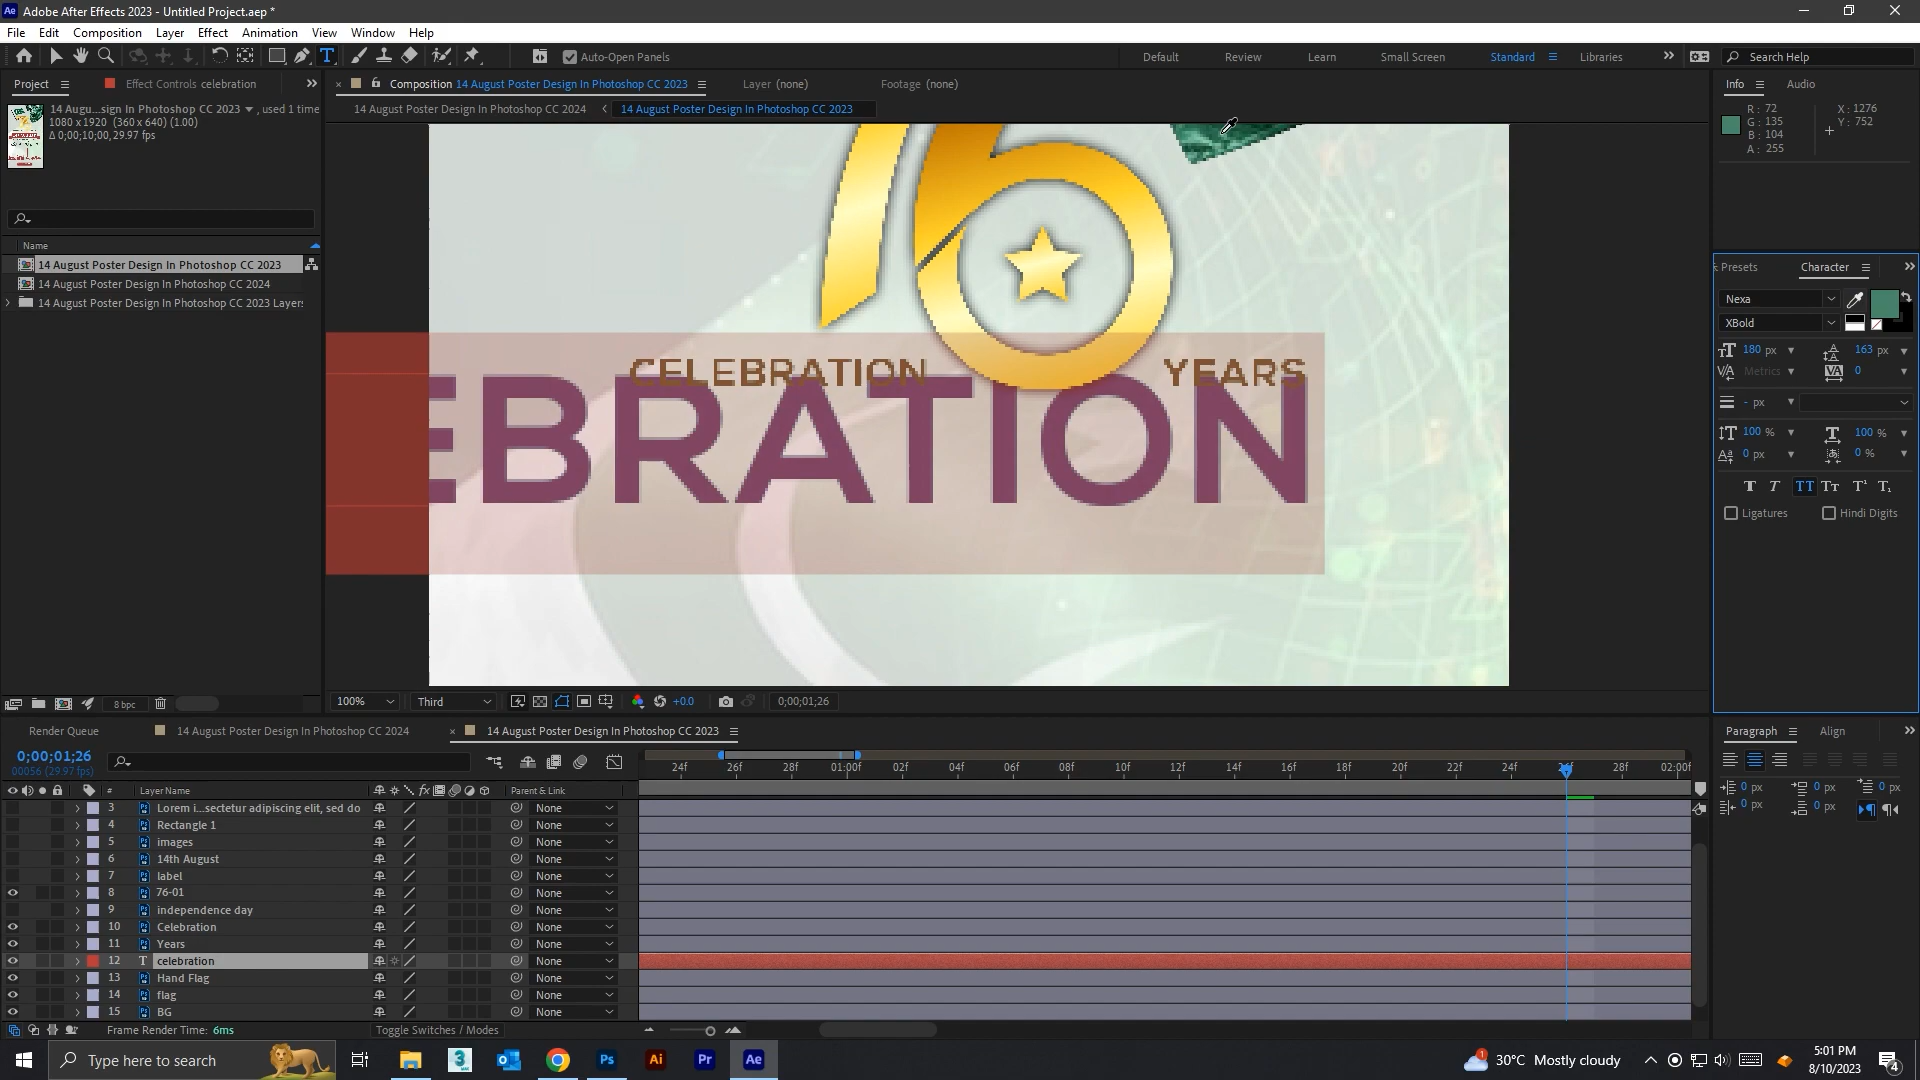 Adobe After Effects 2023 - Untitled Project.aep *
File Edit Composition Layer Effect Animation View Window Help
Auto-Open Panels Default Review Learn Small Screen Standard Libraries Search Help
Project Effect Controls celebration
14 Augu...sign In Photoshop CC 2023 , used 1 time
1080 x 1920 (360 x 640) (1.00)
Δ 0;00;10;00, 29.97 fps
Name
14 August Poster Design In Photoshop CC 2023
14 August Poster Design In Photoshop CC 2024
14 August Poster Design In Photoshop CC 2023 Layers
8 bpc
Composition 14 August Poster Design In Photoshop CC 2023 Layer (none) Footage (none)
14 August Poster Design In Photoshop CC 2024 14 August Poster Design In Photoshop CC 2023
CELEBRATION YEARS
EBRATION
100% Third +0.0 0;00;01;26
Info Audio
R : 72
G : 135
B : 104
A : 255
X : 1276
Y : 752
Presets Character
Nexa
XBold
180 px 163 px
Metrics 0
- px
100 % 100 %
0 px 0 %
T T TT Tт T¹ T₁
Ligatures Hindi Digits
Paragraph Align
0 px 0 px 0 px
0 px 0 px
Render Queue 14 August Poster Design In Photoshop CC 2024 14 August Poster Design In Photoshop CC 2023
0;00;01;26
00056 (29.97 fps)
24f 26f 28f 01:00f 02f 04f 06f 08f 10f 12f 14f 16f 18f 20f 22f 24f 26f 28f 02:00f
# Layer Name Parent & Link
3 Lorem i...sectetur adipiscing elit, sed do None
4 Rectangle 1 None
5 images None
6 14th August None
7 label None
8 76-01 None
9 independence day None
10 Celebration None
11 Years None
12 T celebration None
13 Hand Flag None
14 flag None
15 BG None
Frame Render Time: 6ms Toggle Switches / Modes
Type here to search
Ps Ai Pr Ae
30°C Mostly cloudy
5:01 PM
8/10/2023
4